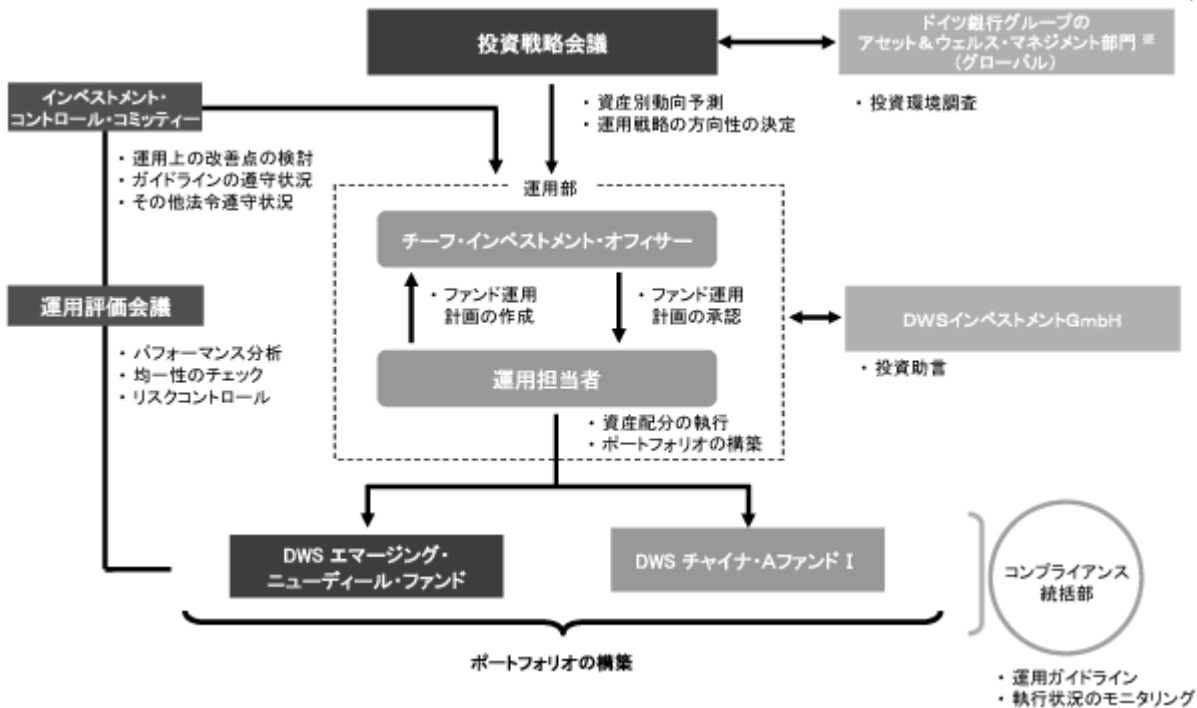 投資戦略会議
ドイツ銀行グループの
アセット&ウェルス・マネジメント部門 ※
(グローバル)
・投資環境調査
・資産別動向予測
・運用戦略の方向性の決定
インベストメント・
コントロール・コミッティー
・運用上の改善点の検討
・ガイドラインの遵守状況
・その他法令遵守状況
運用部
チーフ・インベストメント・オフィサー
・ファンド運用
計画の作成
・ファンド運用
計画の承認
運用担当者
・資産配分の執行
・ポートフォリオの構築
運用評価会議
・パフォーマンス分析
・均一性のチェック
・リスクコントロール
DWSインベストメントGmbH
・投資助言
DWS エマージング・
ニューディール・ファンド
DWS チャイナ・Aファンド I
コンプライアンス
統括部
・運用ガイドライン
・執行状況のモニタリング
ポートフォリオの構築